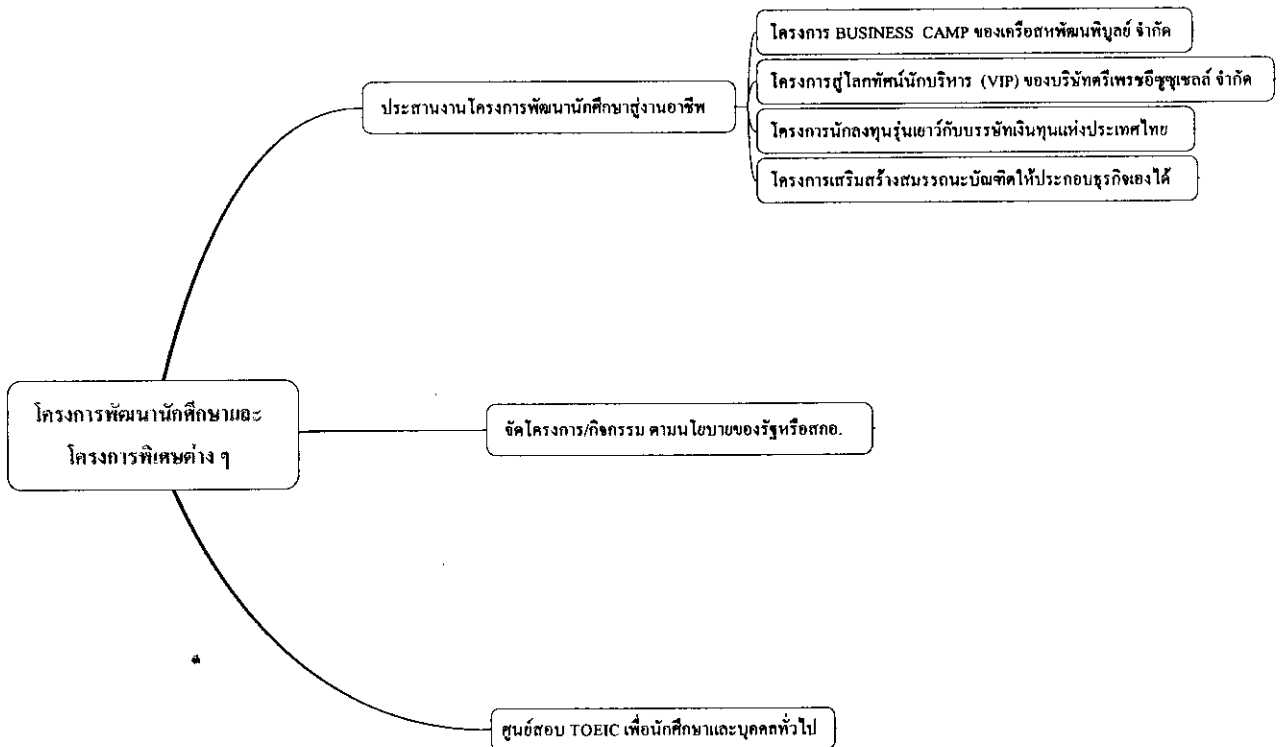 โครงการ BUSINESS CAMP ของเครือสหพัฒนพิบูลย์ จำกัด
โครงการสู่โลกทัศน์นักบริหาร (VIP) ของบริษัทตรีเพรชอีซูซุเซลล์ จำกัด
ประสานงานโครงการพัฒนานักศึกษาสู่งานอาชีพ
โครงการนักลงทุนรุ่นเยาว์กับบรรษัทเงินทุนแห่งประเทศไทย
โครงการเสริมสร้างสมรรถนะบัณฑิตให้ประกอบธุรกิจเองได้
โครงการพัฒนานักศึกษาและ
โครงการพิเศษต่าง ๆ
จัดโครงการ/กิจกรรม ตามนโยบายของรัฐหรือสกอ.
ศูนย์สอบ TOEIC เพื่อนักศึกษาและบุคคลทั่วไป